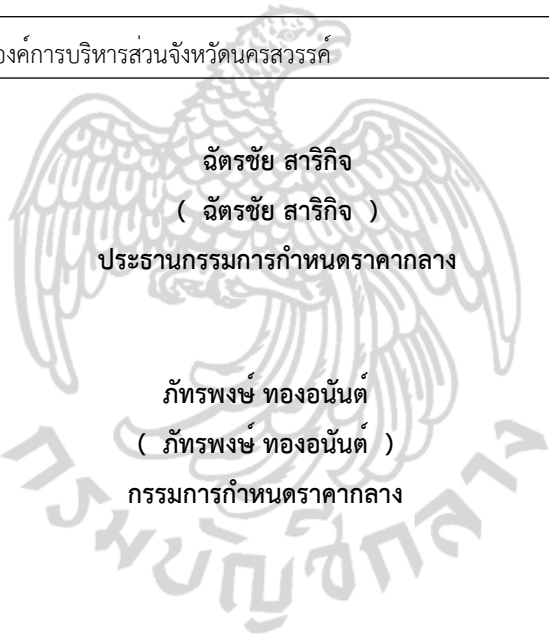 องค์การบริหารส่วนจังหวัดนครสวรรค์
ฉัตรชัย สาริกิจ
( ฉัตรชัย สาริกิจ )
ประธานกรรมการกำหนดราคากลาง
ภัทรพงษ์ ทองอนันต์
( ภัทรพงษ์ ทองอนันต์ )
กรรมการกำหนดราคากลาง
กรมบัญชีกลาง